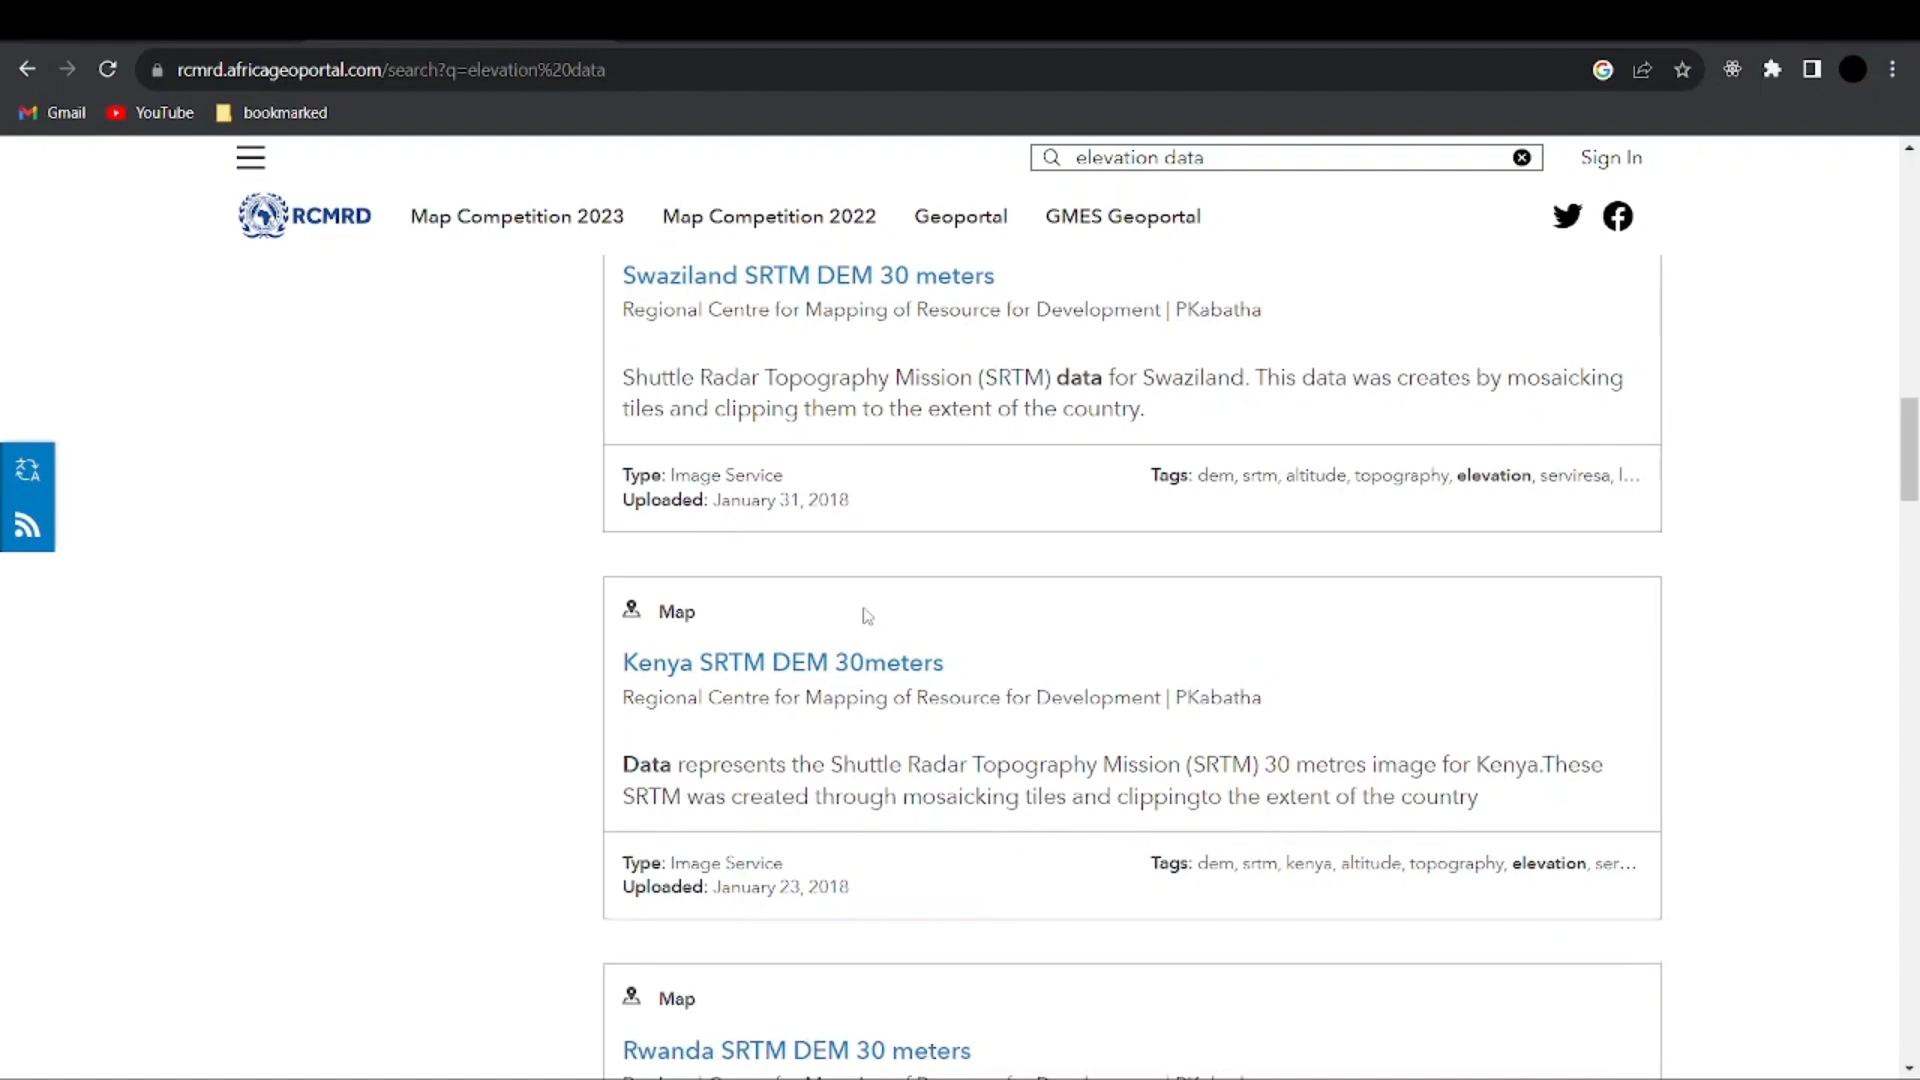 rcmrd.africageoportal.com/search?q=elevation%20data
Gmail YouTube bookmarked
elevation data Sign In
RCMRD Map Competition 2023 Map Competition 2022 Geoportal GMES Geoportal
Swaziland SRTM DEM 30 meters
Regional Centre for Mapping of Resource for Development | PKabatha
Shuttle Radar Topography Mission (SRTM) data for Swaziland. This data was creates by mosaicking
tiles and clipping them to the extent of the country.
Type: Image Service Tags: dem, srtm, altitude, topography, elevation, serviresa, l...
Uploaded: January 31, 2018
Map
Kenya SRTM DEM 30meters
Regional Centre for Mapping of Resource for Development | PKabatha
Data represents the Shuttle Radar Topography Mission (SRTM) 30 metres image for Kenya.These
SRTM was created through mosaicking tiles and clippingto the extent of the country
Type: Image Service Tags: dem, srtm, kenya, altitude, topography, elevation, ser...
Uploaded: January 23, 2018
Map
Rwanda SRTM DEM 30 meters